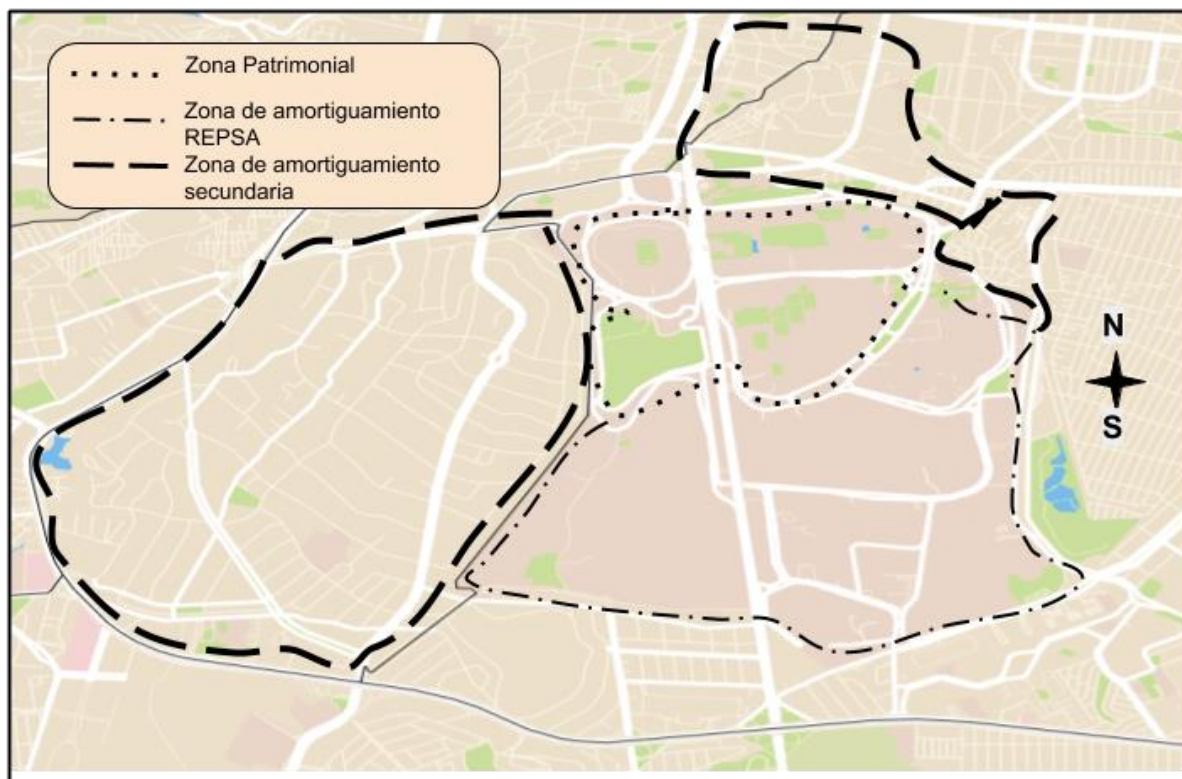 Zona Patrimonial
Zona de amortiguamiento
REPSA
Zona de amortiguamiento
secundaria
N
S